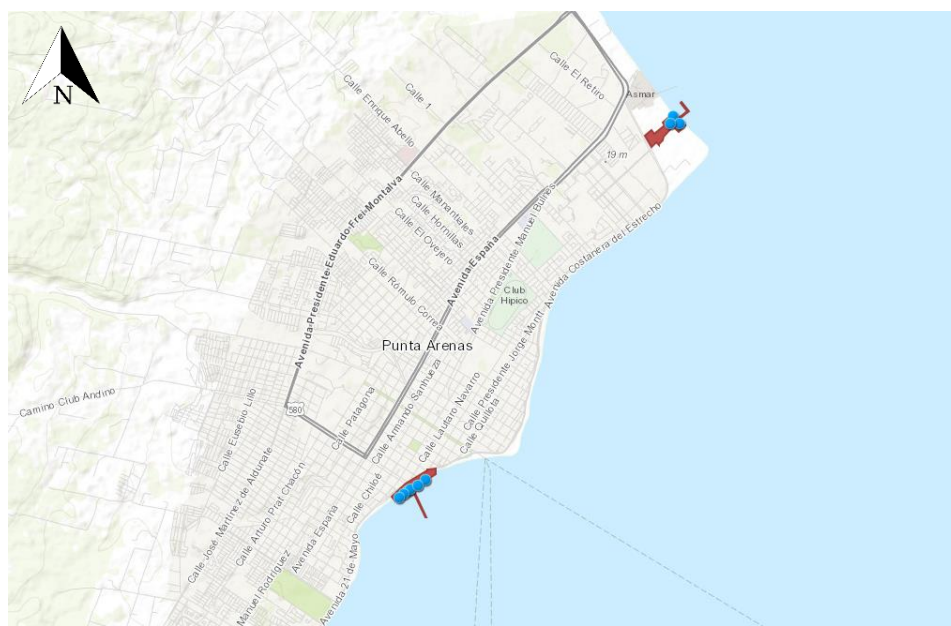 N
Calle El Retiro
Asmar
Calle 1
Calle Enrique Abello
19 m
Calle Manantiales
Calle Hornillas
Calle El Ovejero
Avenida Presidente Eduardo Frei Montalva
Avenida España
Avenida Presidente Manuel Bulnes
Avenida Costanera del Estrecho
Calle Rómulo Correa
Club
Hipico
Punta Arenas
Calle Presidente Jorge Montt
Camino Club Andino
580
Calle Eusebio Lillo
Calle Patagona
Calle Armando Sanhueza
Calle Lautaro Navarro
Calle Quillota
Calle José Martínez de Aldunate
Calle Arturo Prat Chacón
Calle Chiloé
Avenida España
Avenida 21 de Mayo
Manuel Rodríguez